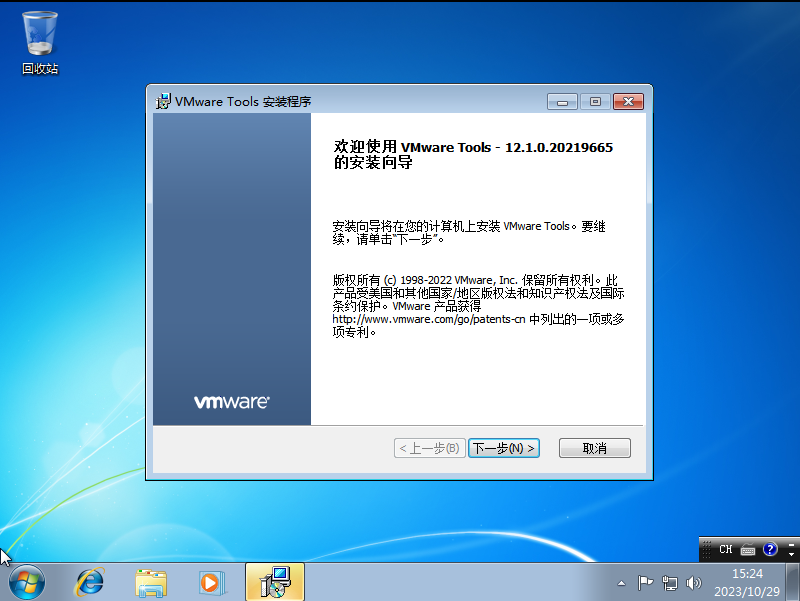 回收站
VMware Tools 安装程序
欢迎使用 VMware Tools - 12.1.0.20219665
的安装向导
安装向导将在您的计算机上安装 VMware Tools。要继
续，请单击“下一步”。
版权所有 (c) 1998-2022 VMware, Inc. 保留所有权利。此
产品受美国和其他国家/地区版权法和知识产权法及国际
条约保护。VMware 产品获得
http://www.vmware.com/go/patents-cn 中列出的一项或多
项专利。
vmware®
< 上一步(B)
下一步(N) >
取消
CH
15:24
2023/10/29